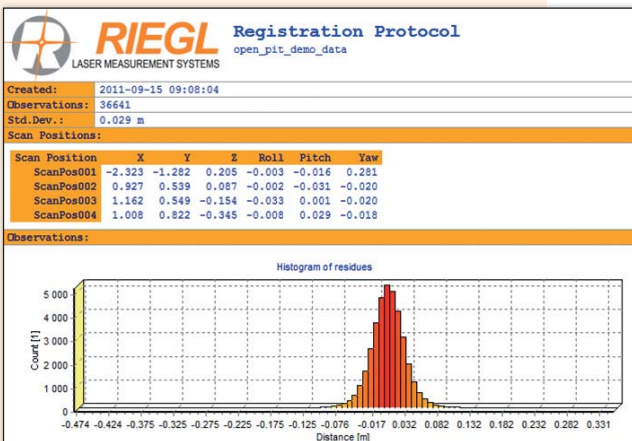 RIEGL
LASER MEASUREMENT SYSTEMS
Registration Protocol
open_pit_demo_data
Created: 2011-09-15 09:08:04
Observations: 36641
Std.Dev.: 0.029 m
Scan Positions:
Scan Position X Y Z Roll Pitch Yaw
ScanPos001 -2.323 -1.282 0.205 -0.003 -0.016 0.281
ScanPos002 0.927 0.539 0.087 -0.002 -0.031 -0.020
ScanPos003 1.162 0.549 -0.154 -0.033 0.001 -0.020
ScanPos004 1.008 0.822 -0.345 -0.008 0.029 -0.018
Observations:
Histogram of residues
5 000
4 000
3 000
2 000
1 000
0
Count [1]
-0.474 -0.424 -0.375 -0.325 -0.275 -0.225 -0.175 -0.125 -0.076 -0.017 0.032 0.082 0.132 0.182 0.232 0.282 0.331
Distance [m]